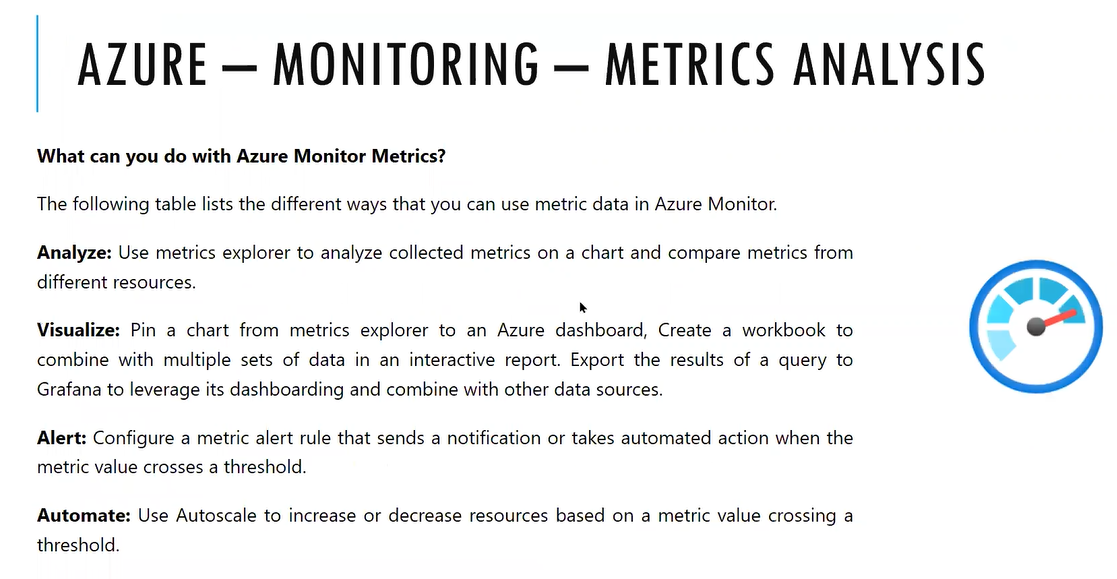 AZURE – MONITORING – METRICS ANALYSIS
What can you do with Azure Monitor Metrics?
The following table lists the different ways that you can use metric data in Azure Monitor.
Analyze: Use metrics explorer to analyze collected metrics on a chart and compare metrics from
different resources.
Visualize: Pin a chart from metrics explorer to an Azure dashboard, Create a workbook to
combine with multiple sets of data in an interactive report. Export the results of a query to
Grafana to leverage its dashboarding and combine with other data sources.
Alert: Configure a metric alert rule that sends a notification or takes automated action when the
metric value crosses a threshold.
Automate: Use Autoscale to increase or decrease resources based on a metric value crossing a
threshold.